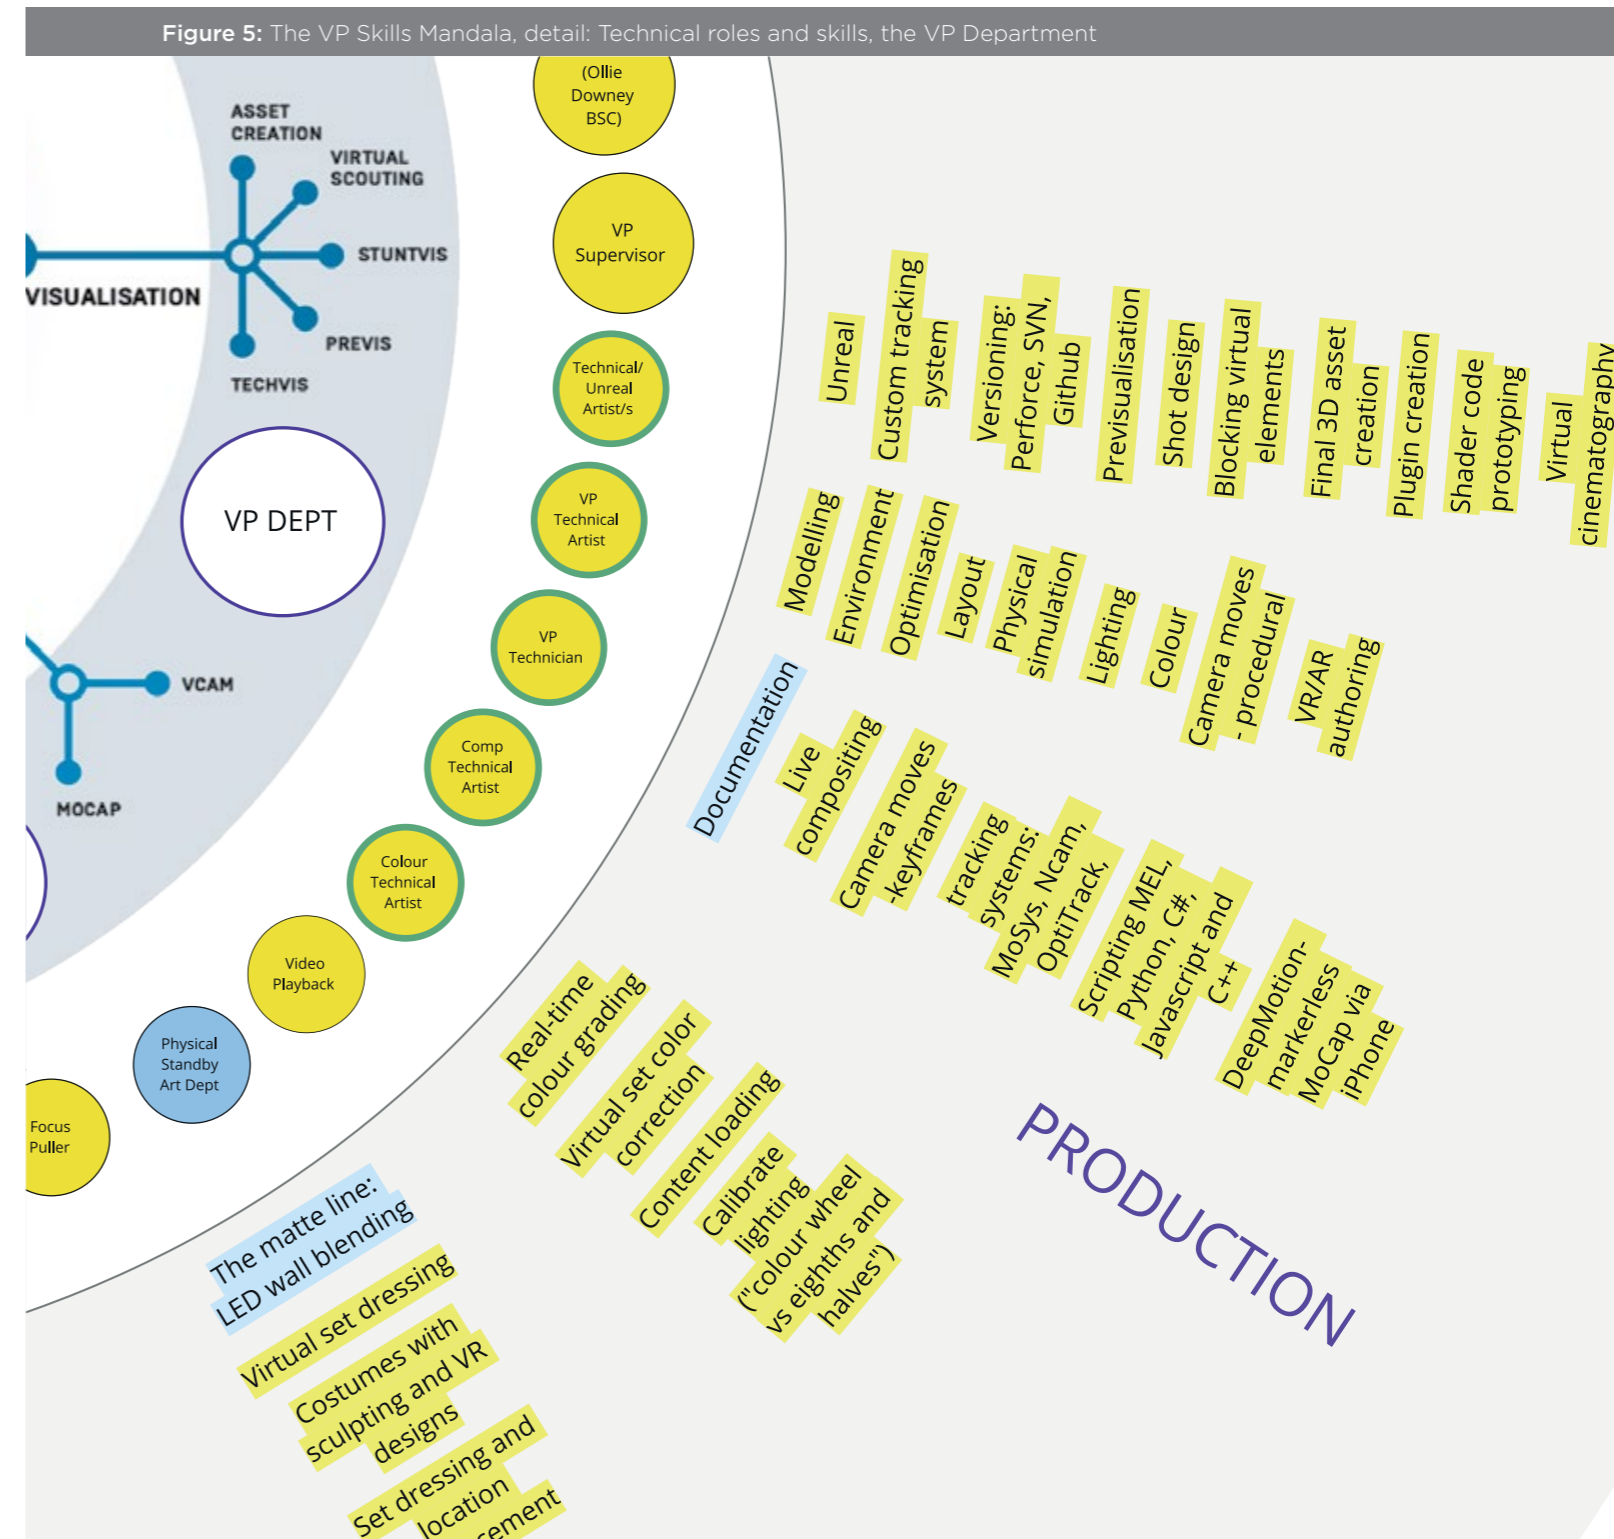 Figure 5: The VP Skills Mandala, detail: Technical roles and skills, the VP Department
ASSET
CREATION
VIRTUAL
SCOUTING
STUNTVIS
VISUALISATION
PREVIS
TECHVIS
VP DEPT
VCAM
MOCAP
(Ollie
Downey
BSC)
VP
Supervisor
Technical/
Unreal
Artist/s
VP
Technical
Artist
VP
Technician
Comp
Technical
Artist
Colour
Technical
Artist
Video
Playback
Physical
Standby
Art Dept
Focus
Puller
Unreal
Custom tracking
system
Versioning:
Perforce, SVN,
Github
Previsualisation
Shot design
Blocking virtual
elements
Final 3D asset
creation
Plugin creation
Shader code
prototyping
Virtual
cinematography
Modelling
Environment
Optimisation
Layout
Physical
simulation
Lighting
Colour
Camera moves
- procedural
VR/AR
authoring
Documentation
Live
compositing
Camera moves
-keyframes
tracking
systems:
MoSys, Ncam,
OptiTrack,
Scripting MEL,
Python, C#,
Javascript and
C++
DeepMotion-
markerless
MoCap via
iPhone
Real-time
colour grading
Virtual set color
correction
Content loading
Calibrate
lighting
("colour wheel
vs eighths and
halves")
PRODUCTION
The matte line:
LED wall blending
Virtual set dressing
Costumes with
sculpting and VR
designs
Set dressing and
location